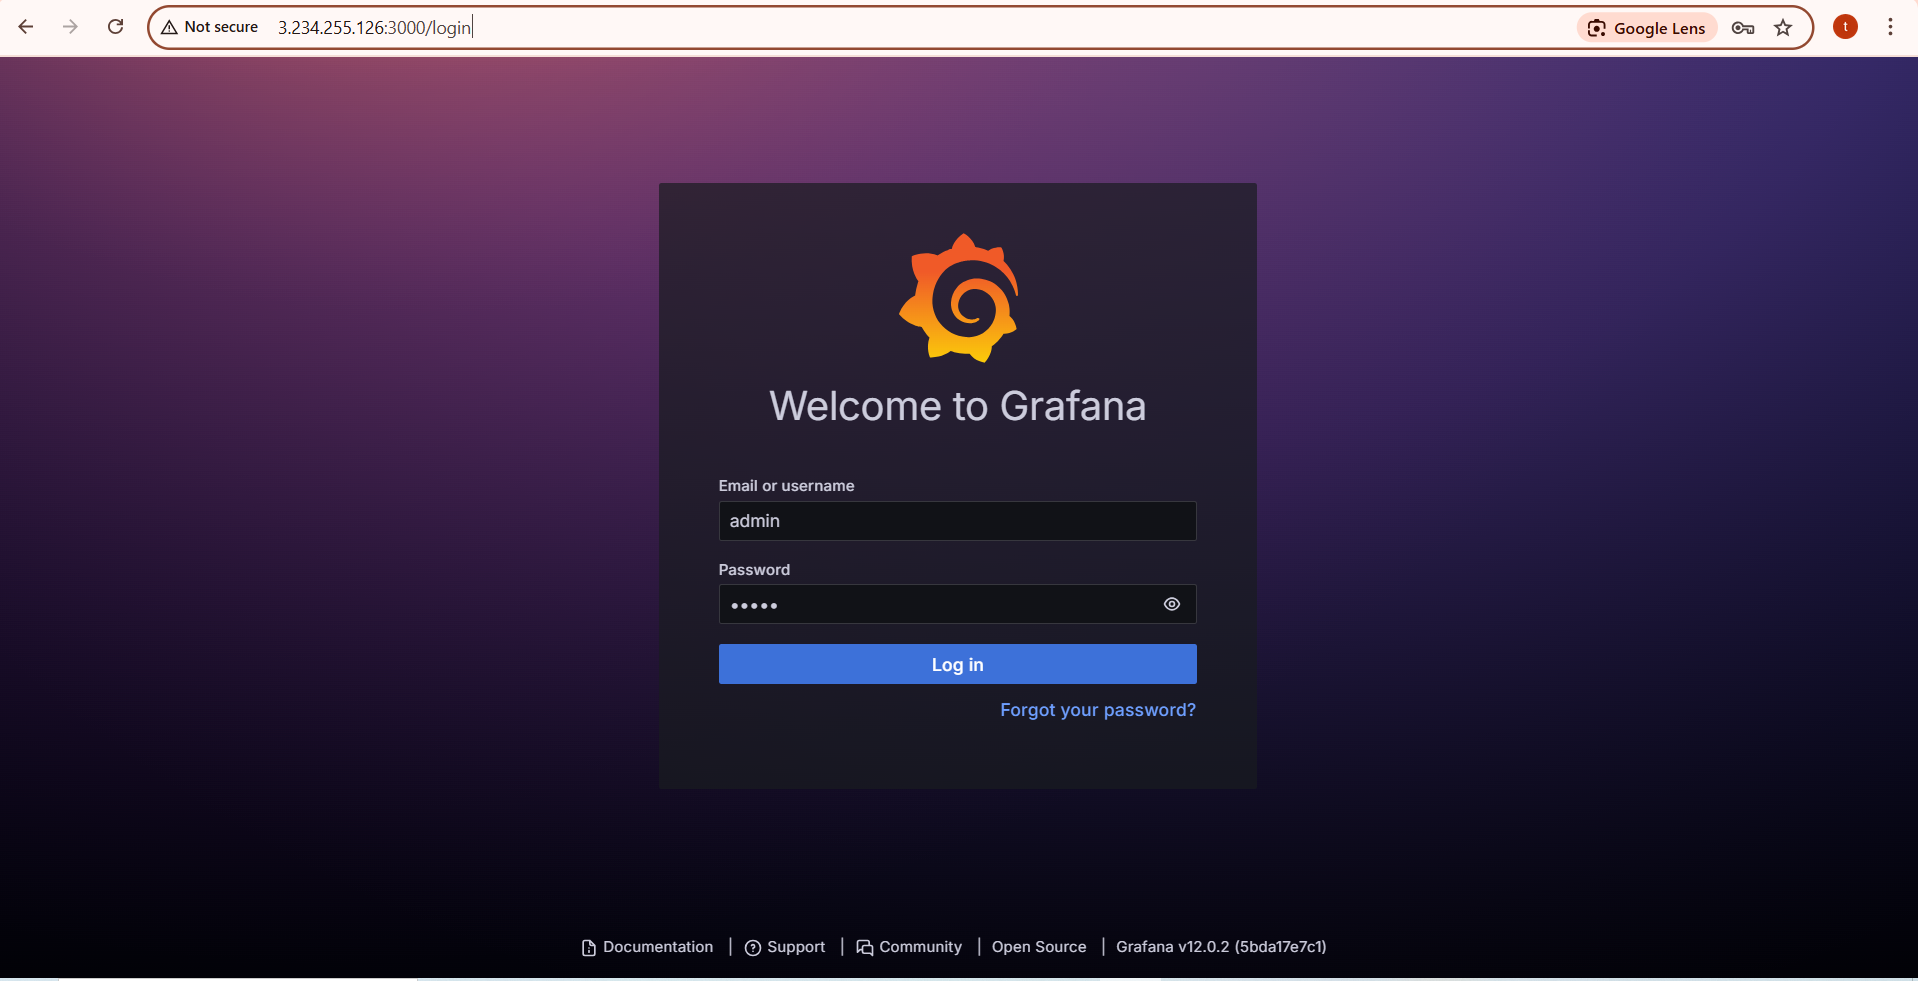 Not secure 3.234.255.126:3000/login Google Lens t
Welcome to Grafana
Email or username
admin
Password
•••••
Log in
Forgot your password?
Documentation | Support | Community | Open Source | Grafana v12.0.2 (5bda17e7c1)